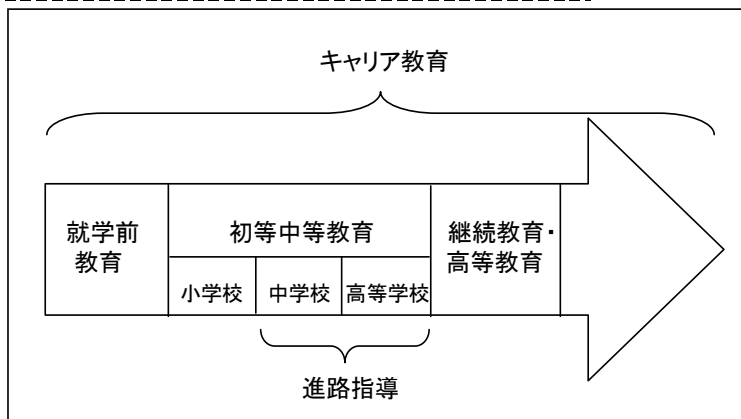 キャリア教育
就学前
教育
初等中等教育
小学校
中学校
高等学校
継続教育・
高等教育
進路指導